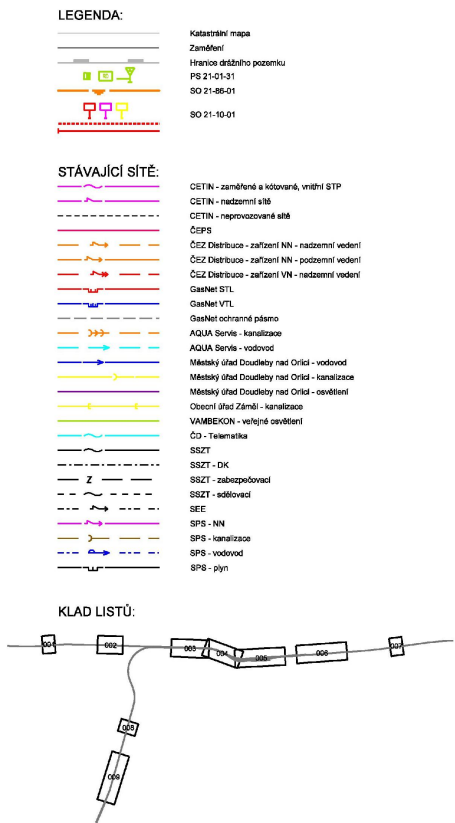 LEGENDA:
Katastrální mapa
Zaměření
Hranice drážního pozemku
PS 21-01-31
SO 21-86-01
SO 21-10-01
STÁVAJÍCÍ SÍTĚ:
CETIN - zaměřené a kótované, vnitřní STP
CETIN - nadzemní sítě
CETIN - neprovozované sítě
ČEPS
ČEZ Distribuce - zařízení NN - nadzemní vedení
ČEZ Distribuce - zařízení NN - podzemní vedení
ČEZ Distribuce - zařízení VN - nadzemní vedení
GasNet STL
GasNet VTL
GasNet ochranné pásmo
AQUA Servis - kanalizace
AQUA Servis - vodovod
Městský úřad Doudleby nad Orlicí - vodovod
Městský úřad Doudleby nad Orlicí - kanalizace
Městský úřad Doudleby nad Orlicí - osvětlení
Obecní úřad Záměl - kanalizace
VAMBEKON - veřejné osvětlení
ČD - Telematika
SSZT
SSZT - DK
Z SSZT - zabezpečovací
SSZT - sdělovací
SEE
SPS - NN
SPS - kanalizace
SPS - vodovod
SPS - plyn
KLAD LISTŮ:
001
002
003
004
005
006
007
008
009